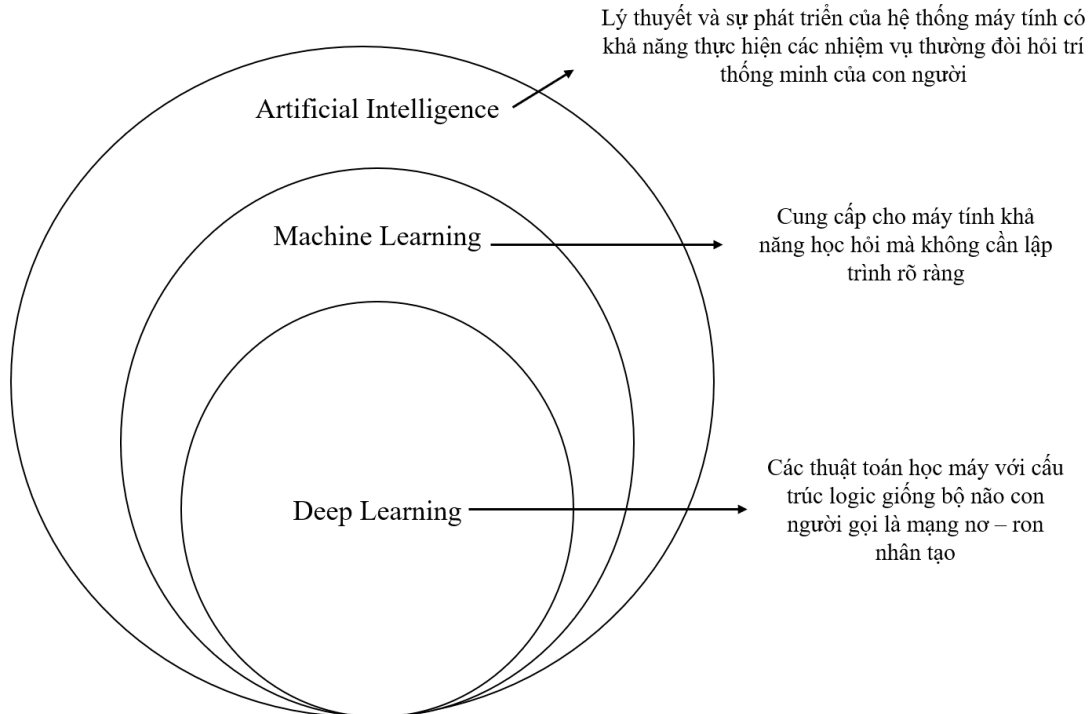 Lý thuyết và sự phát triển của hệ thống máy tính có
khả năng thực hiện các nhiệm vụ thường đòi hỏi trí
thống minh của con người
Artificial Intelligence
Machine Learning
Cung cấp cho máy tính khả
năng học hỏi mà không cần lập
trình rõ ràng
Deep Learning
Các thuật toán học máy với cấu
trúc logic giống bộ não con
người gọi là mạng nơ – ron
nhân tạo